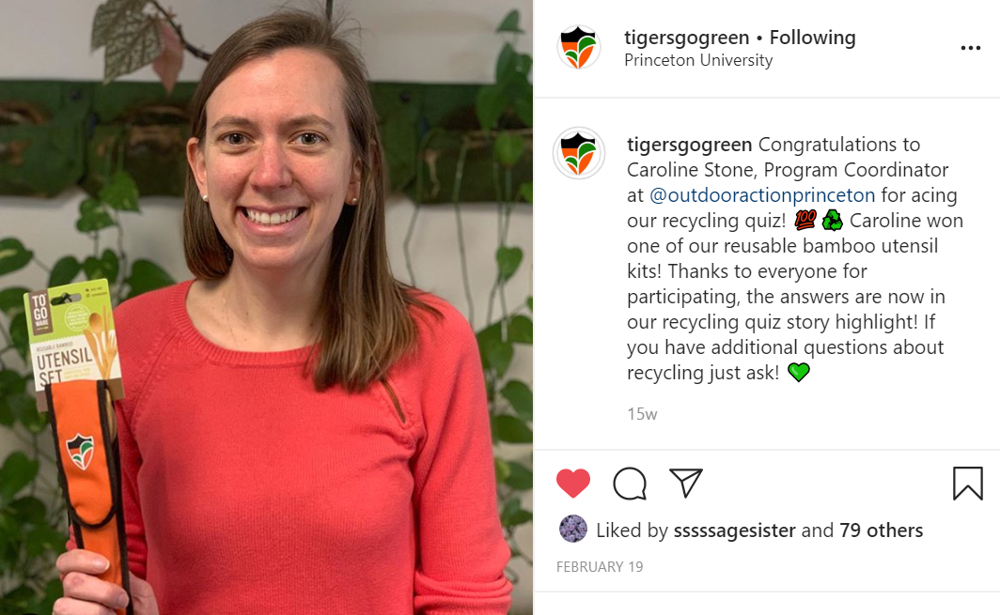 TO GO WARE
REUSABLE BAMBOO
UTENSIL
SET
tigersgogreen • Following
Princeton University
tigersgogreen Congratulations to
Caroline Stone, Program Coordinator
at @outdooractionprinceton for acing
our recycling quiz! 💯♻ Caroline won
one of our reusable bamboo utensil
kits! Thanks to everyone for
participating, the answers are now in
our recycling quiz story highlight! If
you have additional questions about
recycling just ask! 💚
15w
Liked by sssssagesister and 79 others
FEBRUARY 19